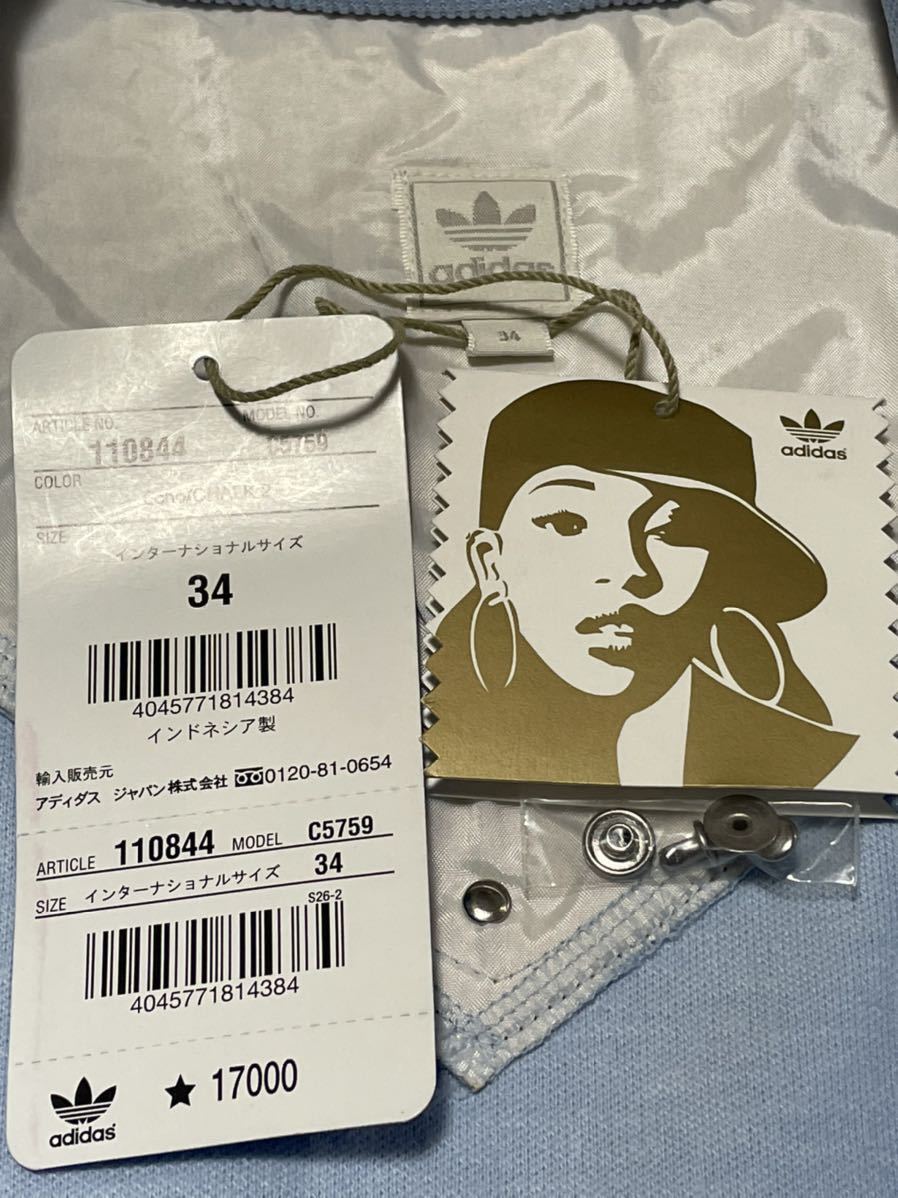 adidas
34
ARTICLE NO. MODEL NO.
110844 C5759
COLOR
CHALK 2
SIZE
インターナショナルサイズ
34
4045771814384
インドネシア製
輸入販売元
アディダス ジャパン株式会社 0120-81-0654
ARTICLE 110844 MODEL C5759
SIZE インターナショナルサイズ 34
S26-2
4045771814384
adidas
★ 17000
adidas